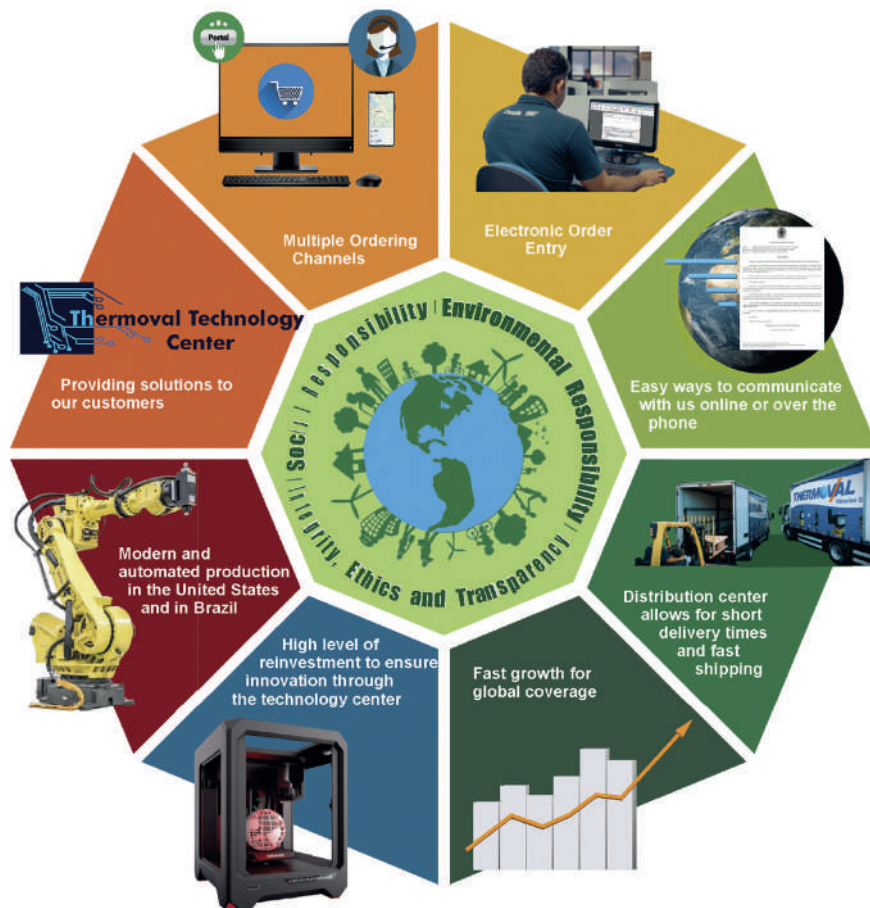 Portal
Multiple Ordering
Channels
Electronic Order
Entry
Easy ways to communicate
with us online or over the
phone
Distribution center
allows for short
delivery times
and fast
shipping
THERMOVAL
Fast growth for
global coverage
High level of
reinvestment to ensure
innovation through
the technology center
Modern and
automated production
in the United States
and in Brazil
Thermoval Technology
Center
Providing solutions to
our customers
Social Responsibility | Environmental Responsibility | Integrity, Ethics and Transparency |